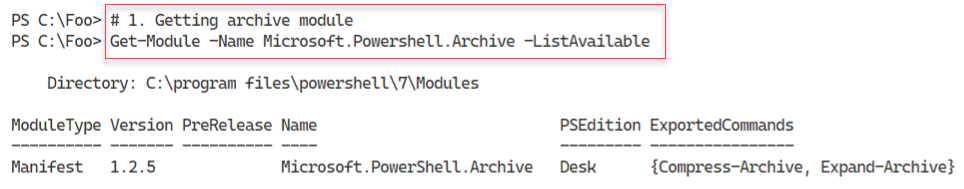 PS C:\Foo> # 1. Getting archive module
PS C:\Foo> Get-Module -Name Microsoft.Powershell.Archive -ListAvailable
Directory: C:\program files\powershell\7\Modules
ModuleType Version PreRelease Name PSEdition ExportedCommands
---------- ------- ---------- ---- --------- ----------------
Manifest 1.2.5 Microsoft.PowerShell.Archive Desk {Compress-Archive, Expand-Archive}